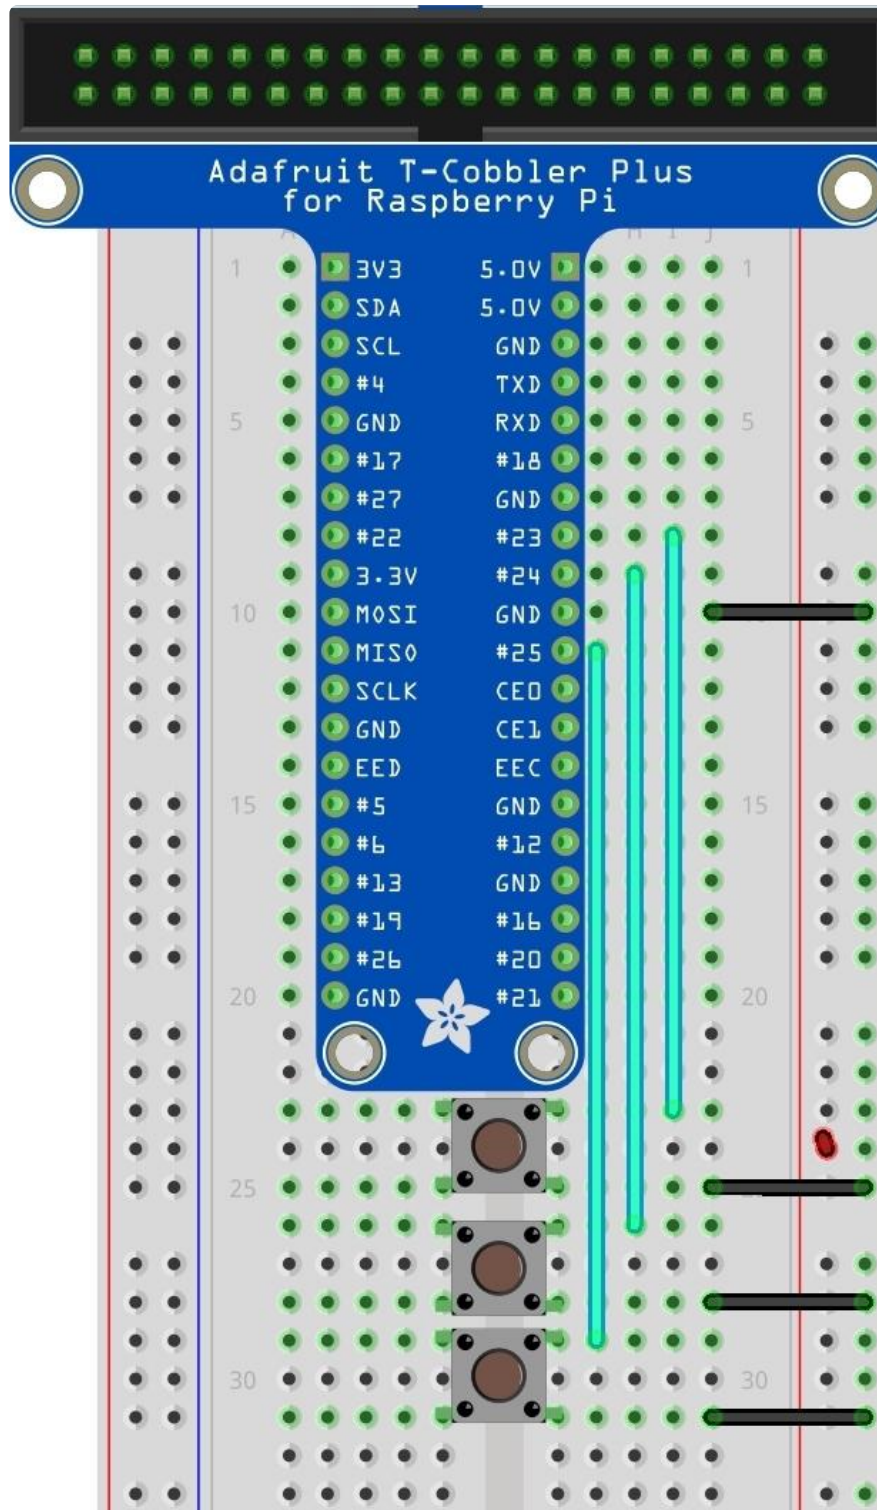 Adafruit T-Cobbler Plus
for Raspberry Pi
H I J
1 3V3 5.0V 1
SDA 5.0V
SCL GND
#4 TXD
5 GND RXD 5
#17 #18
#27 GND
#22 #23
3.3V #24
10 MOSI GND
MISO #25
SCLK CE0
GND CE1
EED EEC
15 #5 GND 15
#6 #12
#13 GND
#19 #16
#26 #20
20 GND #21 20
25
30 30